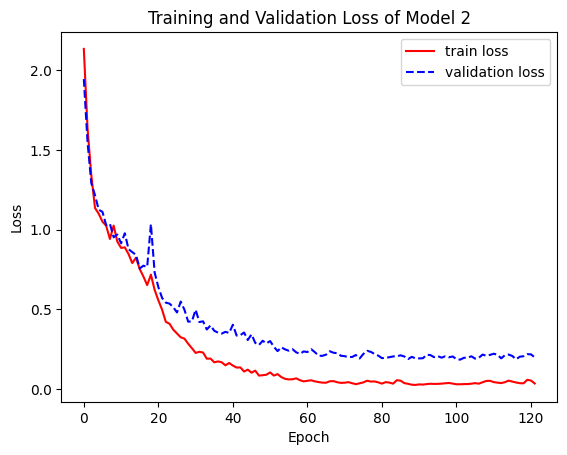 Training and Validation Loss of Model 2
train loss
validation loss
Loss
2.0
1.5
1.0
0.5
0.0
0 20 40 60 80 100 120
Epoch